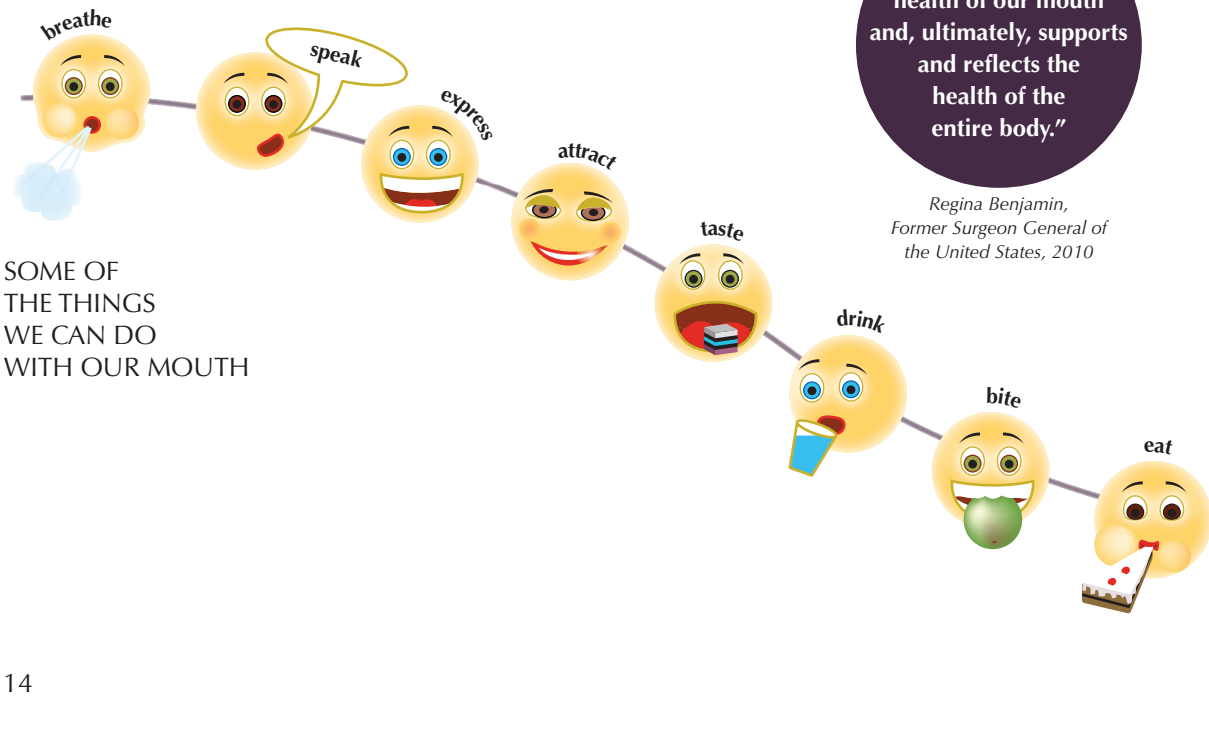 health of our mouth
and, ultimately, supports
and reflects the
health of the
entire body.”
Regina Benjamin,
Former Surgeon General of
the United States, 2010
breathe
speak
express
attract
taste
drink
bite
eat
SOME OF
THE THINGS
WE CAN DO
WITH OUR MOUTH
14